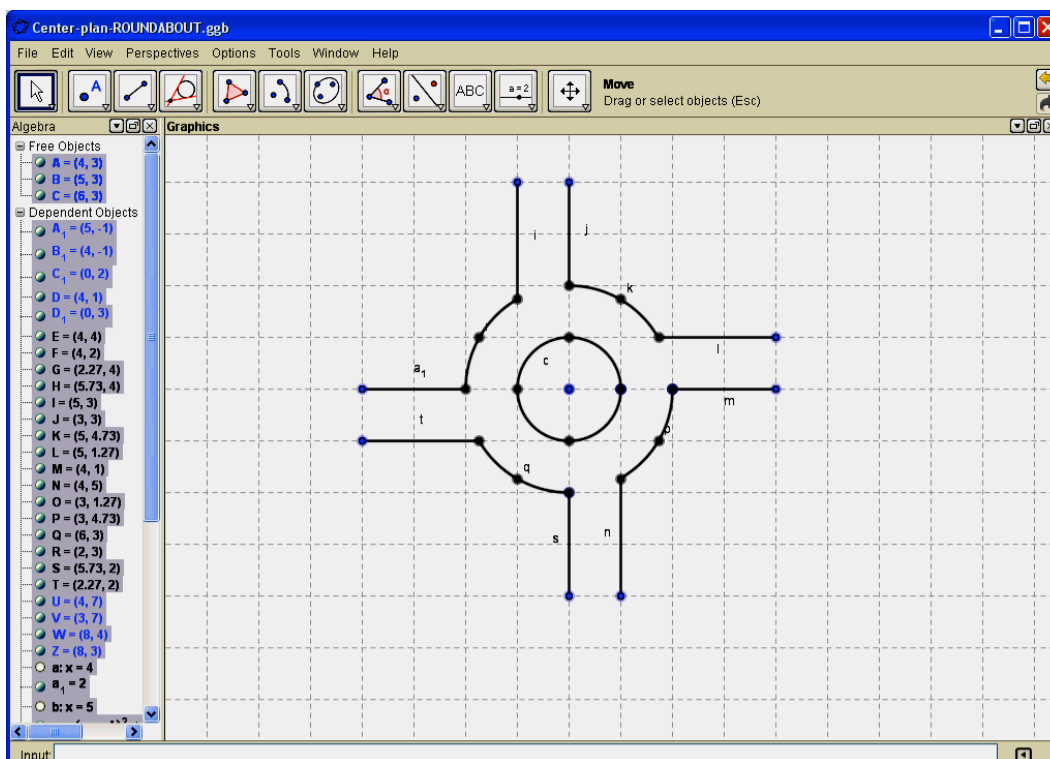 Center-plan-ROUNDABOUT.ggb
File Edit View Perspectives Options Tools Window Help
A α ABC a = 2
Move
Drag or select objects (Esc)
Algebra
Graphics
Free Objects
A = (4, 3)
B = (5, 3)
C = (6, 3)
Dependent Objects
A₁ = (5, -1)
B₁ = (4, -1)
C₁ = (0, 2)
D = (4, 1)
D₁ = (0, 3)
E = (4, 4)
F = (4, 2)
G = (2.27, 4)
H = (5.73, 4)
I = (5, 3)
J = (3, 3)
K = (5, 4.73)
L = (5, 1.27)
M = (4, 1)
N = (4, 5)
O = (3, 1.27)
P = (3, 4.73)
Q = (6, 3)
R = (2, 3)
S = (5.73, 2)
T = (2.27, 2)
U = (4, 7)
V = (3, 7)
W = (8, 4)
Z = (8, 3)
a: x = 4
a₁ = 2
b: x = 5
i j
k
l
c
a₁
m
t
p
q
s n
Input: